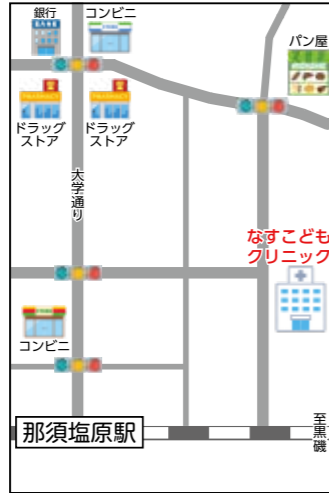 銀行
コンビニ
パン屋
ドラッグ
ストア
ドラッグ
ストア
大学通り
なすこども
クリニック
コンビニ
那須塩原駅
至黒磯